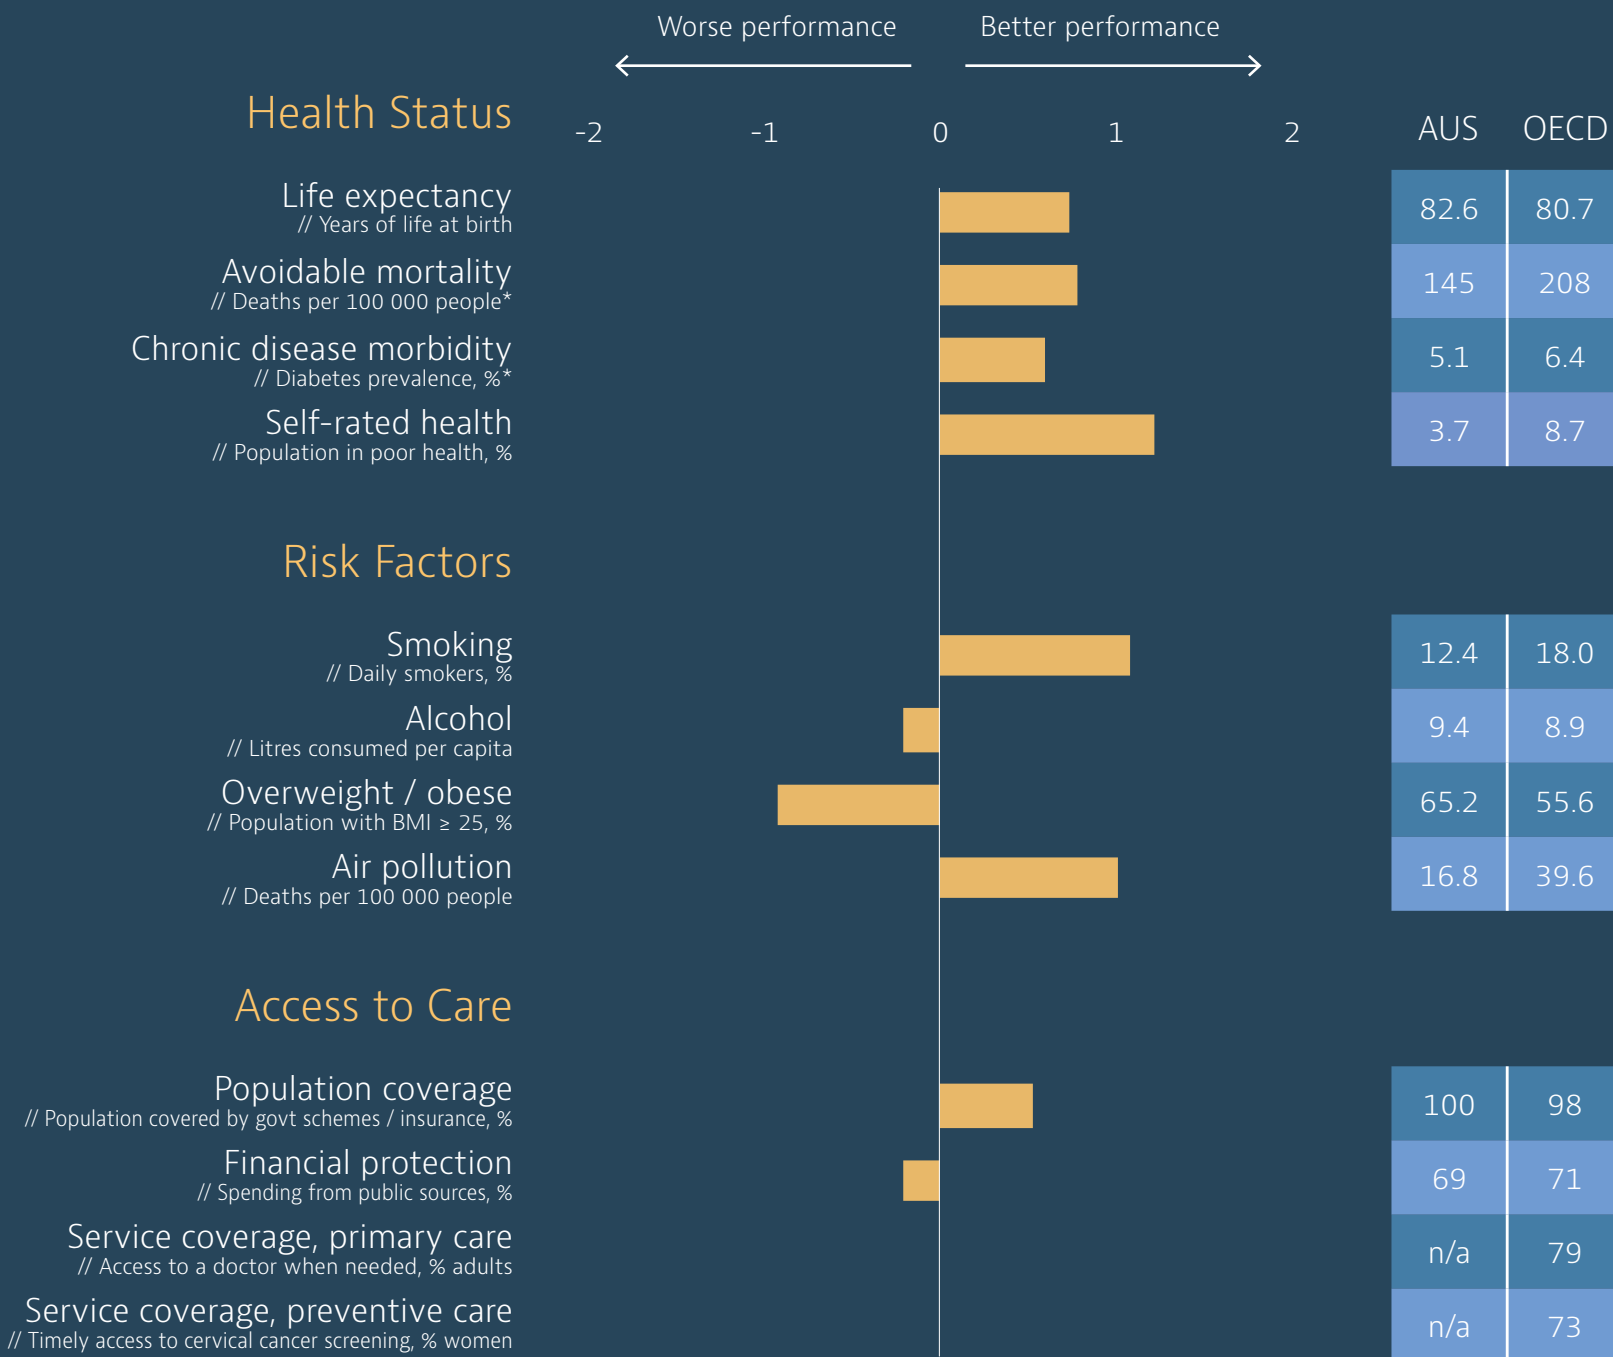 Worse performance Better performance
Health Status -2 -1 0 1 2 AUS OECD
Life expectancy 82.6 80.7
// Years of life at birth
Avoidable mortality 145 208
// Deaths per 100 000 people*
Chronic disease morbidity 5.1 6.4
// Diabetes prevalence, %*
Self-rated health 3.7 8.7
// Population in poor health, %
Risk Factors
Smoking 12.4 18.0
// Daily smokers, %
Alcohol 9.4 8.9
// Litres consumed per capita
Overweight / obese 65.2 55.6
// Population with BMI ≥ 25, %
Air pollution 16.8 39.6
// Deaths per 100 000 people
Access to Care
Population coverage 100 98
// Population covered by govt schemes / insurance, %
Financial protection 69 71
// Spending from public sources, %
Service coverage, primary care n/a 79
// Access to a doctor when needed, % adults
Service coverage, preventive care n/a 73
// Timely access to cervical cancer screening, % women